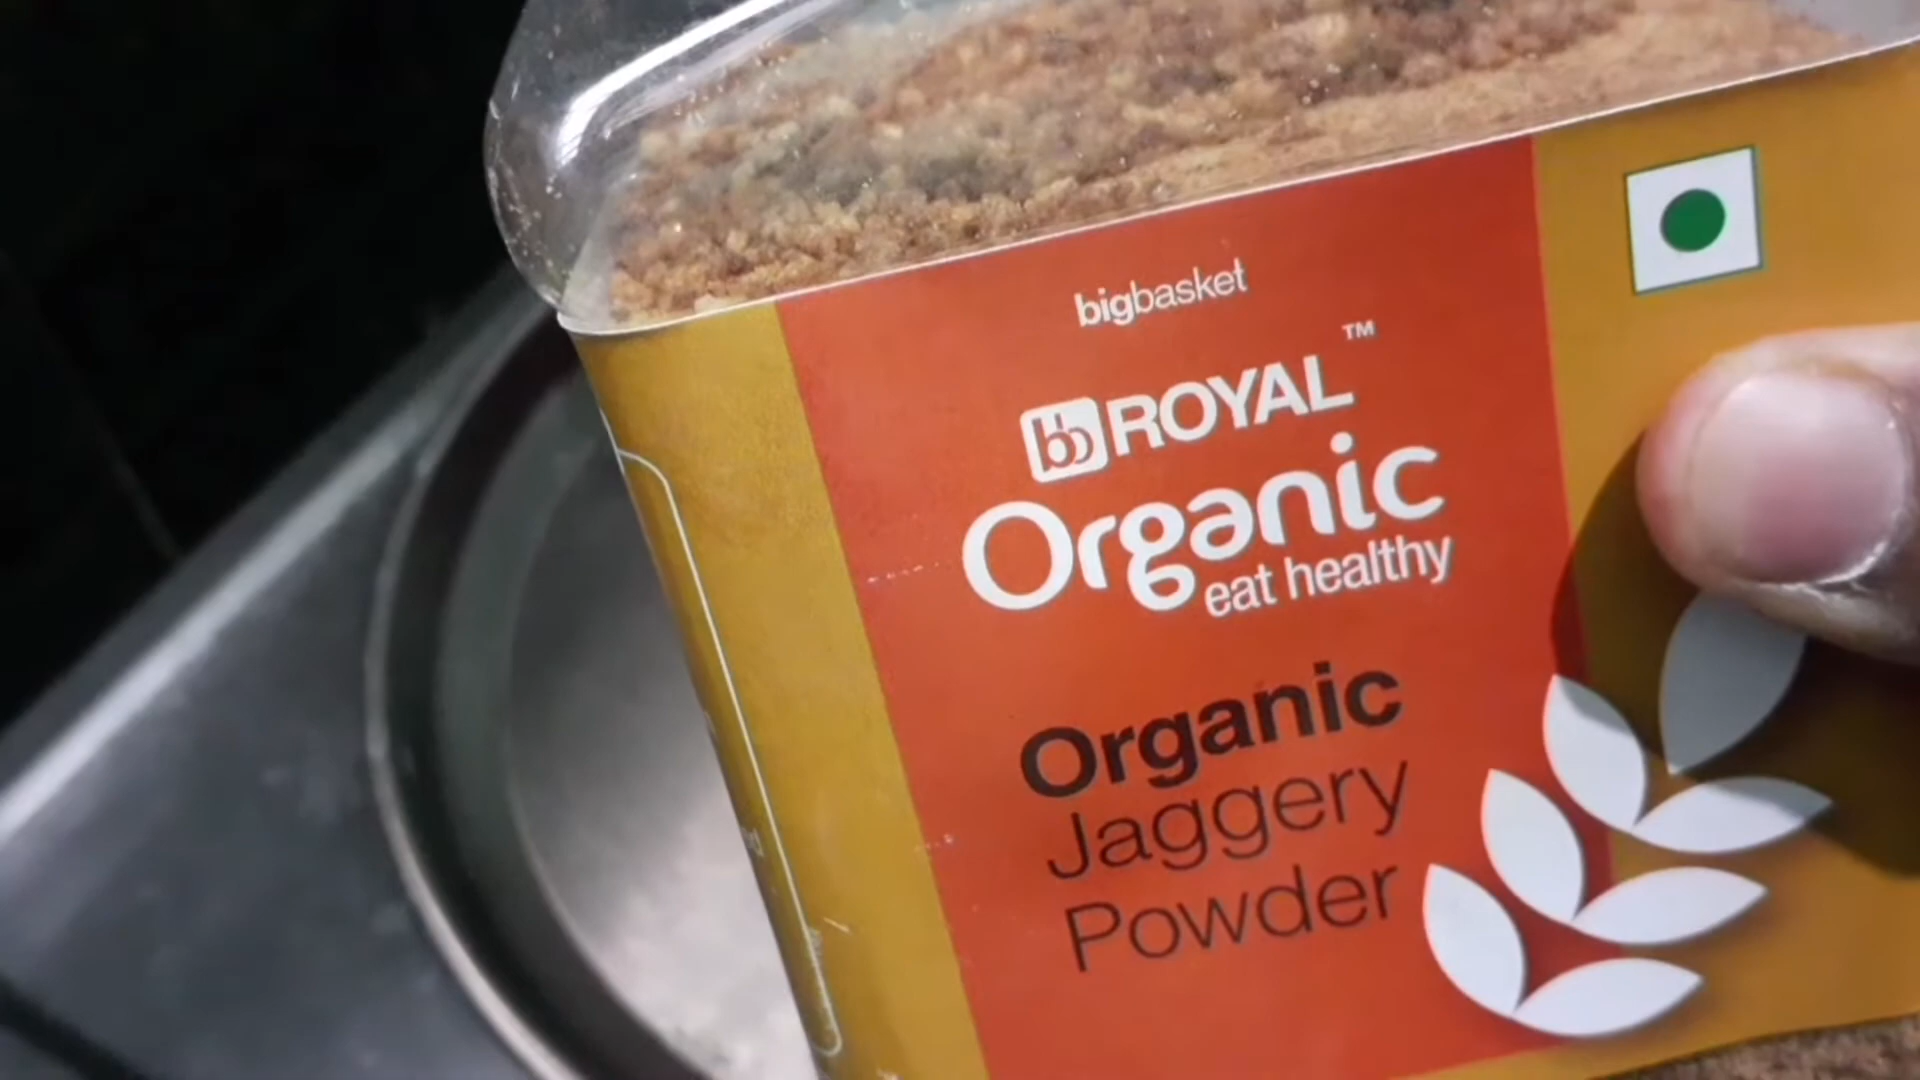 bigbasket
bb ROYAL™
Organic
eat healthy
Organic
Jaggery
Powder